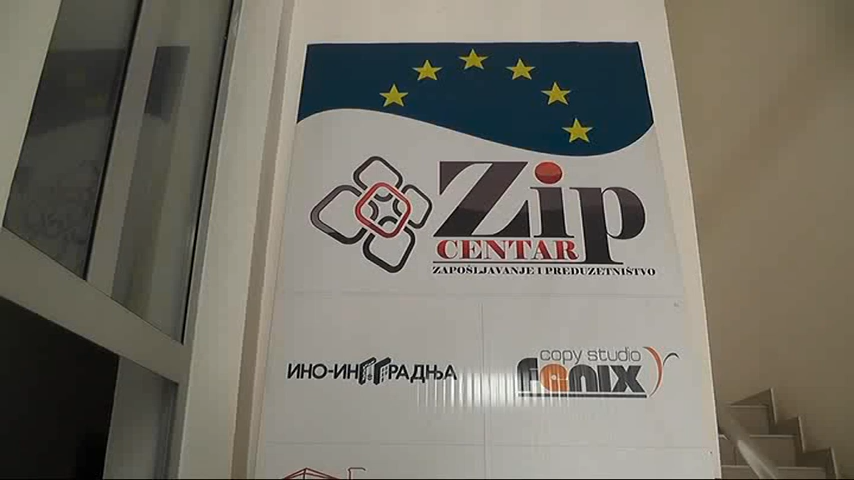 Zip
CENTAR
ZAPOŠLJAVANJE I PREDUZETNIŠTVO
ИНО-ИНГРАДЊА
copy studio
fenix